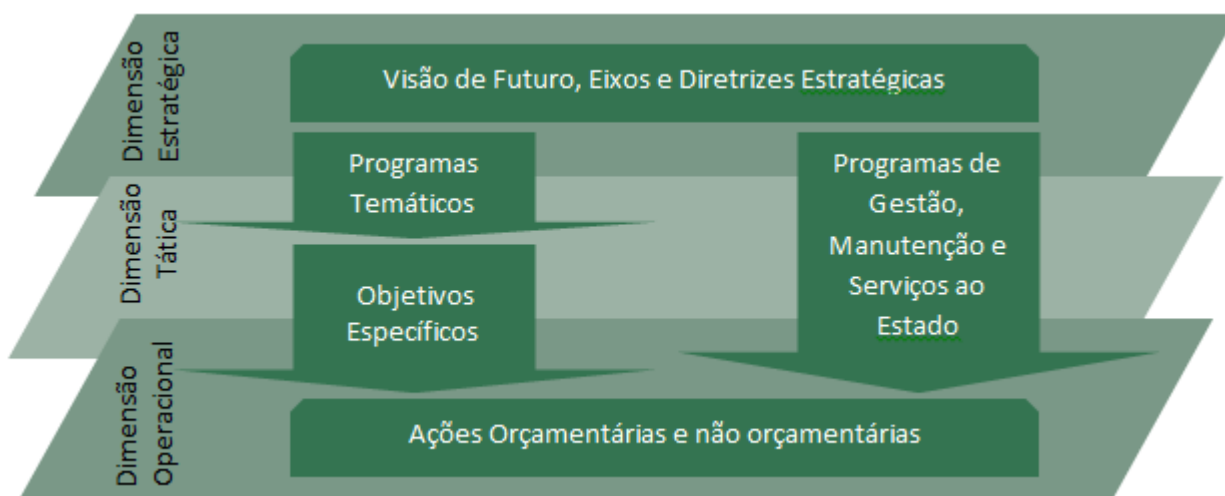 Dimensão
Estratégica
Visão de Futuro, Eixos e Diretrizes Estratégicas
Programas
Temáticos
Programas de
Gestão,
Manutenção e
Serviços ao
Estado
Dimensão
Tática
Objetivos
Específicos
Dimensão
Operacional
Ações Orçamentárias e não orçamentárias